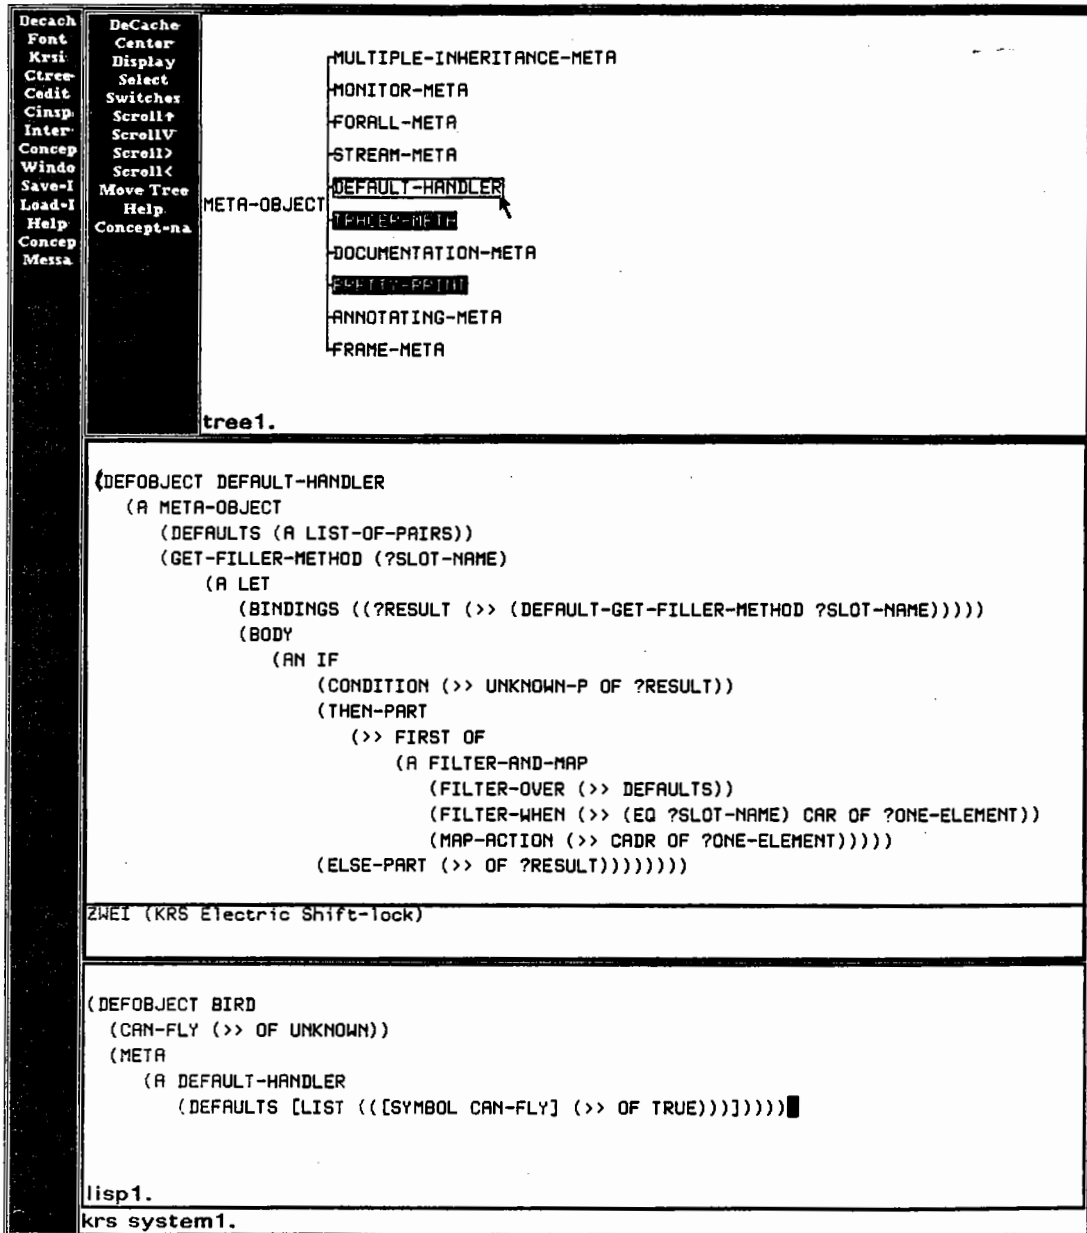 Decach
Font
Krsi
Ctree
Cedit
Cinsp
Inter
Concep
Windo
Save-I
Load-I
Help
Concep
Messa
DeCache
Center
Display
Select
Switches
Scroll↑
ScrollV
Scroll>
Scroll<
Move Tree
Help
Concept-na
META-OBJECT
MULTIPLE-INHERITANCE-META
MONITOR-META
FORALL-META
STREAM-META
DEFAULT-HANDLER
TRACER-META
DOCUMENTATION-META
PRETTY-PRINT
ANNOTATING-META
FRAME-META
tree1.
(DEFOBJECT DEFAULT-HANDLER
(A META-OBJECT
(DEFAULTS (A LIST-OF-PAIRS))
(GET-FILLER-METHOD (?SLOT-NAME)
(A LET
(BINDINGS ((?RESULT (>> (DEFAULT-GET-FILLER-METHOD ?SLOT-NAME)))))
(BODY
(AN IF
(CONDITION (>> UNKNOWN-P OF ?RESULT))
(THEN-PART
(>> FIRST OF
(A FILTER-AND-MAP
(FILTER-OVER (>> DEFAULTS))
(FILTER-WHEN (>> (EQ ?SLOT-NAME) CAR OF ?ONE-ELEMENT))
(MAP-ACTION (>> CADR OF ?ONE-ELEMENT)))))
(ELSE-PART (>> OF ?RESULT))))))))
ZWEI (KRS Electric Shift-lock)
(DEFOBJECT BIRD
(CAN-FLY (>> OF UNKNOWN))
(META
(A DEFAULT-HANDLER
(DEFAULTS [LIST (([SYMBOL CAN-FLY] (>> OF TRUE)))]))))
lisp1.
krs system1.